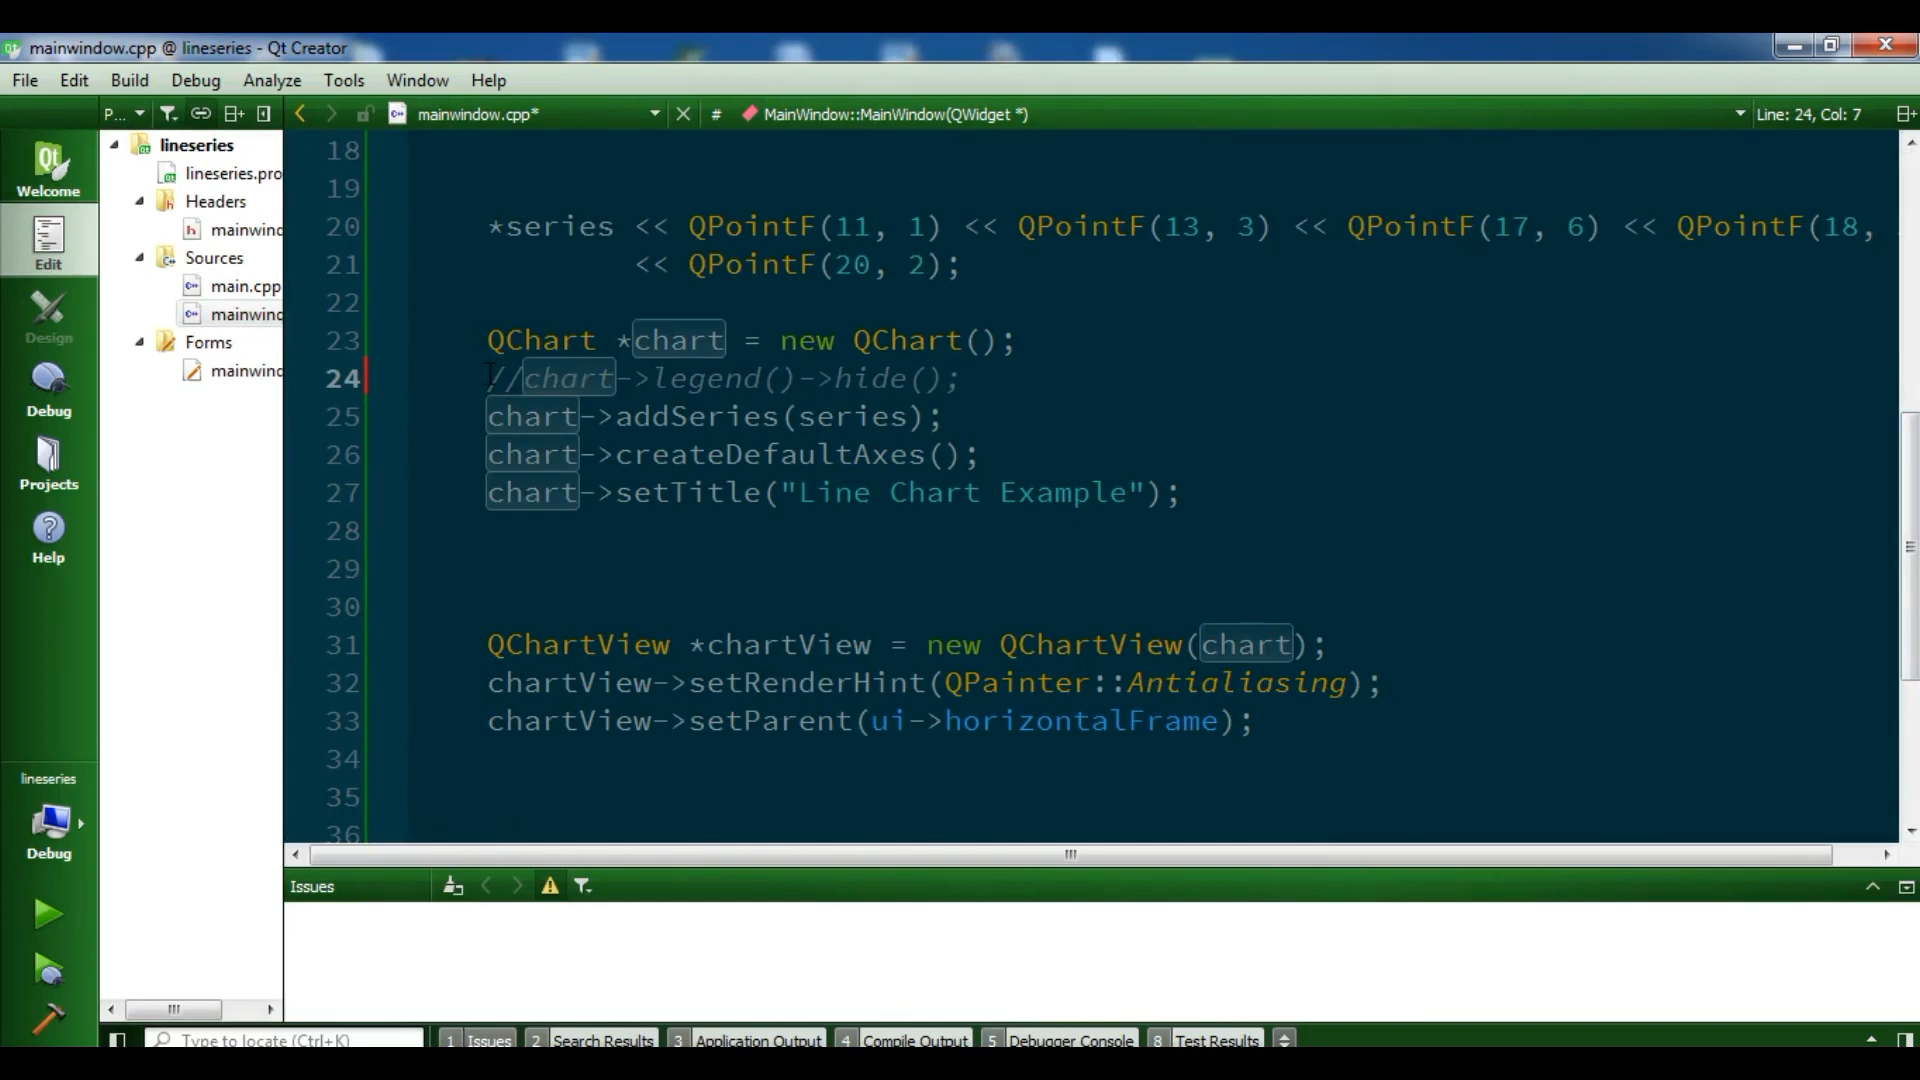 mainwindow.cpp @ lineseries - Qt Creator
File Edit Build Debug Analyze Tools Window Help
P... mainwindow.cpp* # MainWindow::MainWindow(QWidget *) Line: 24, Col: 7
Welcome
Edit
Design
Debug
Projects
Help
lineseries
Debug
lineseries
lineseries.pro
Headers
mainwind
Sources
main.cpp
mainwind
Forms
mainwind
18
19
20 *series << QPointF(11, 1) << QPointF(13, 3) << QPointF(17, 6) << QPointF(18,
21 << QPointF(20, 2);
22
23 QChart *chart = new QChart();
24 //chart->legend()->hide();
25 chart->addSeries(series);
26 chart->createDefaultAxes();
27 chart->setTitle("Line Chart Example");
28
29
30
31 QChartView *chartView = new QChartView(chart);
32 chartView->setRenderHint(QPainter::Antialiasing);
33 chartView->setParent(ui->horizontalFrame);
34
35
36
Issues
Type to locate (Ctrl+K) 1 Issues 2 Search Results 3 Application Output 4 Compile Output 5 Debugger Console 8 Test Results